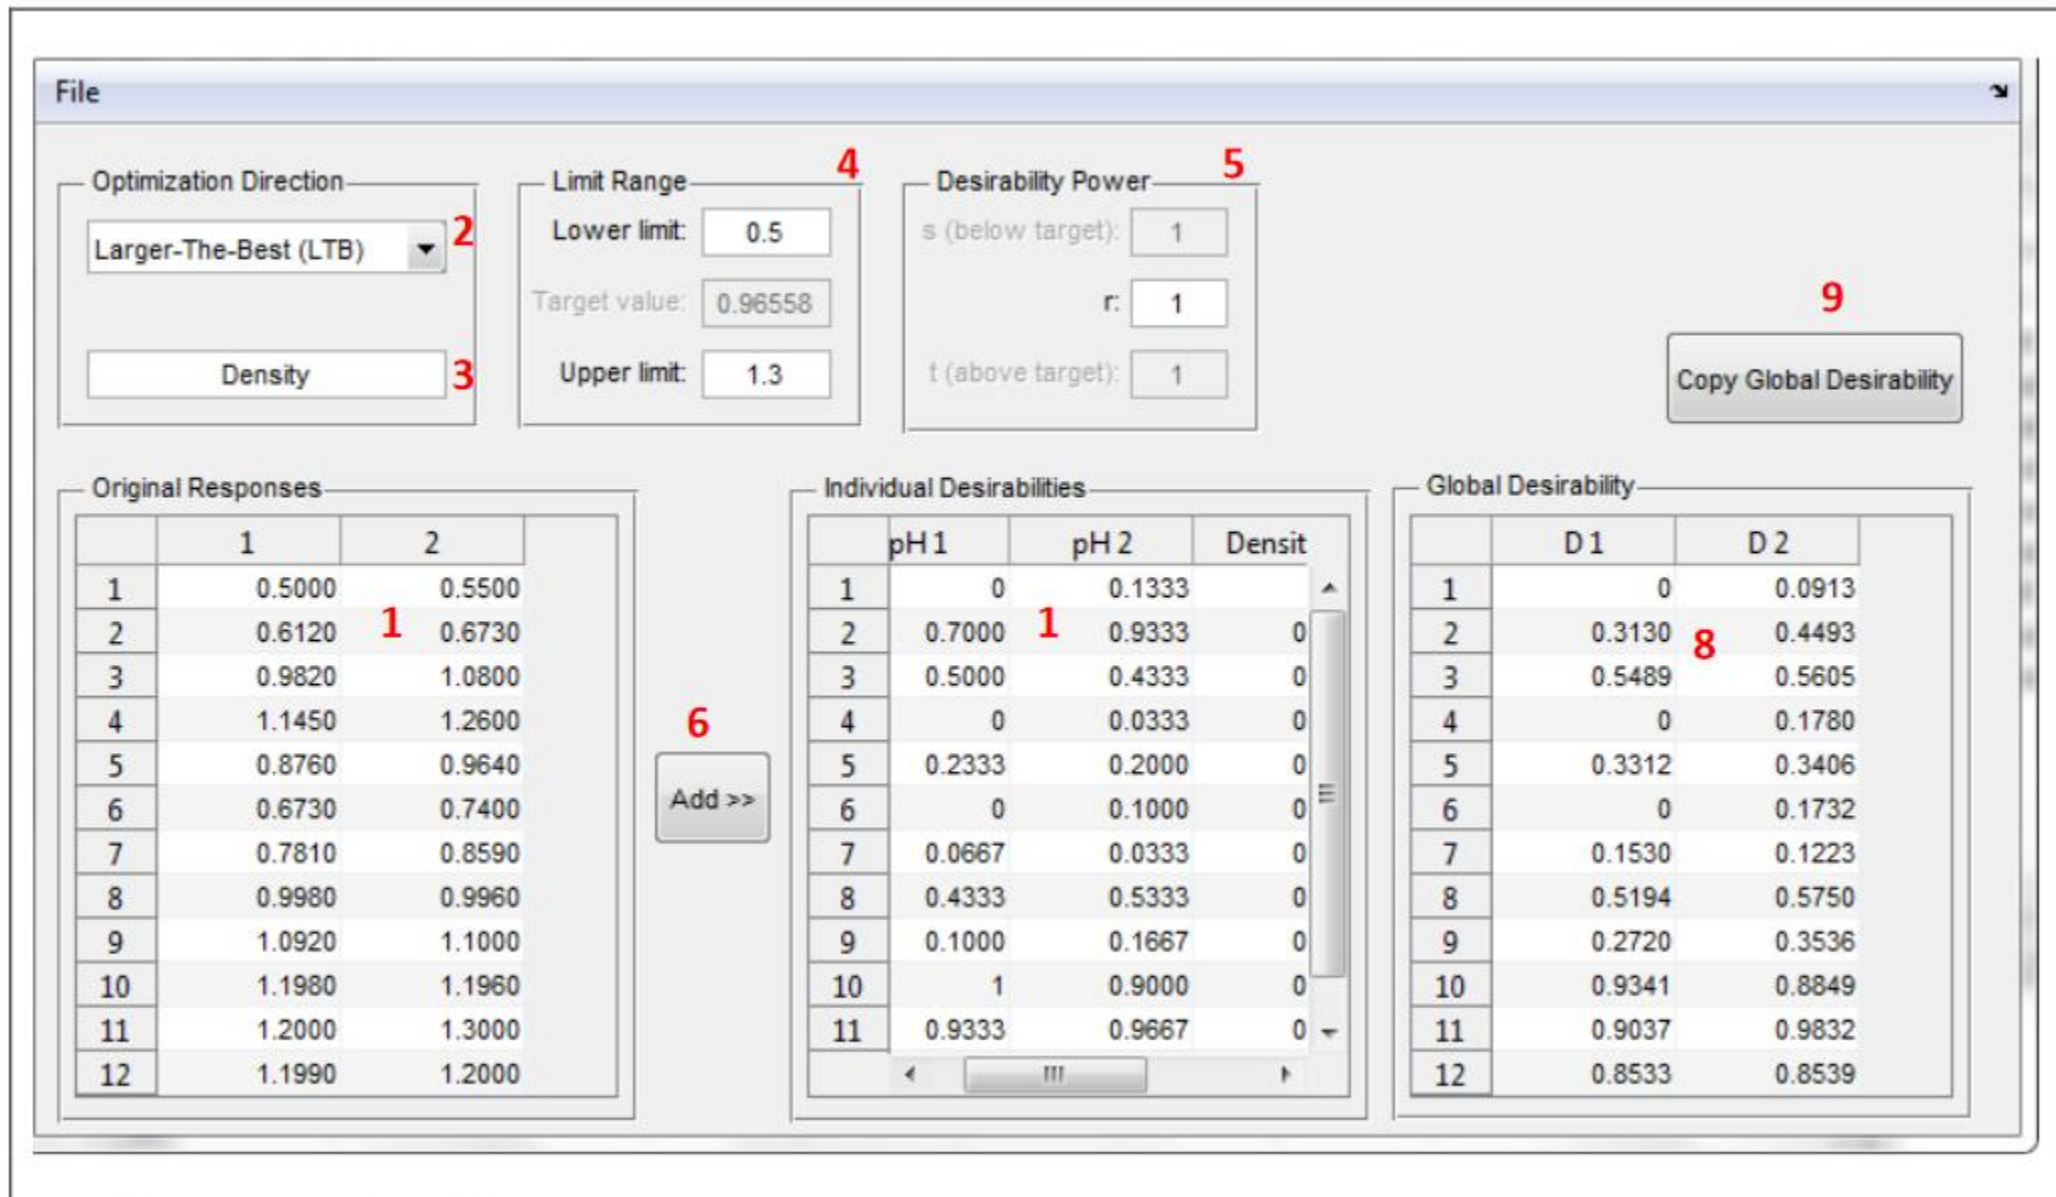 File
Optimization Direction
Larger-The-Best (LTB) 2
Density 3
Limit Range 4
Lower limit: 0.5
Target value: 0.96558
Upper limit: 1.3
Desirability Power 5
s (below target): 1
r: 1
t (above target): 1
9
Copy Global Desirability
Original Responses
1 2
1 0.5000 0.5500
2 0.6120 1 0.6730
3 0.9820 1.0800
4 1.1450 1.2600
5 0.8760 0.9640
6 0.6730 0.7400
7 0.7810 0.8590
8 0.9980 0.9960
9 1.0920 1.1000
10 1.1980 1.1960
11 1.2000 1.3000
12 1.1990 1.2000
6
Add >>
Individual Desirabilities
pH 1 pH 2 Densit
1 0 0.1333
2 0.7000 1 0.9333 0
3 0.5000 0.4333 0
4 0 0.0333 0
5 0.2333 0.2000 0
6 0 0.1000 0
7 0.0667 0.0333 0
8 0.4333 0.5333 0
9 0.1000 0.1667 0
10 1 0.9000 0
11 0.9333 0.9667 0
Global Desirability
D 1 D 2
1 0 0.0913
2 0.3130 8 0.4493
3 0.5489 0.5605
4 0 0.1780
5 0.3312 0.3406
6 0 0.1732
7 0.1530 0.1223
8 0.5194 0.5750
9 0.2720 0.3536
10 0.9341 0.8849
11 0.9037 0.9832
12 0.8533 0.8539